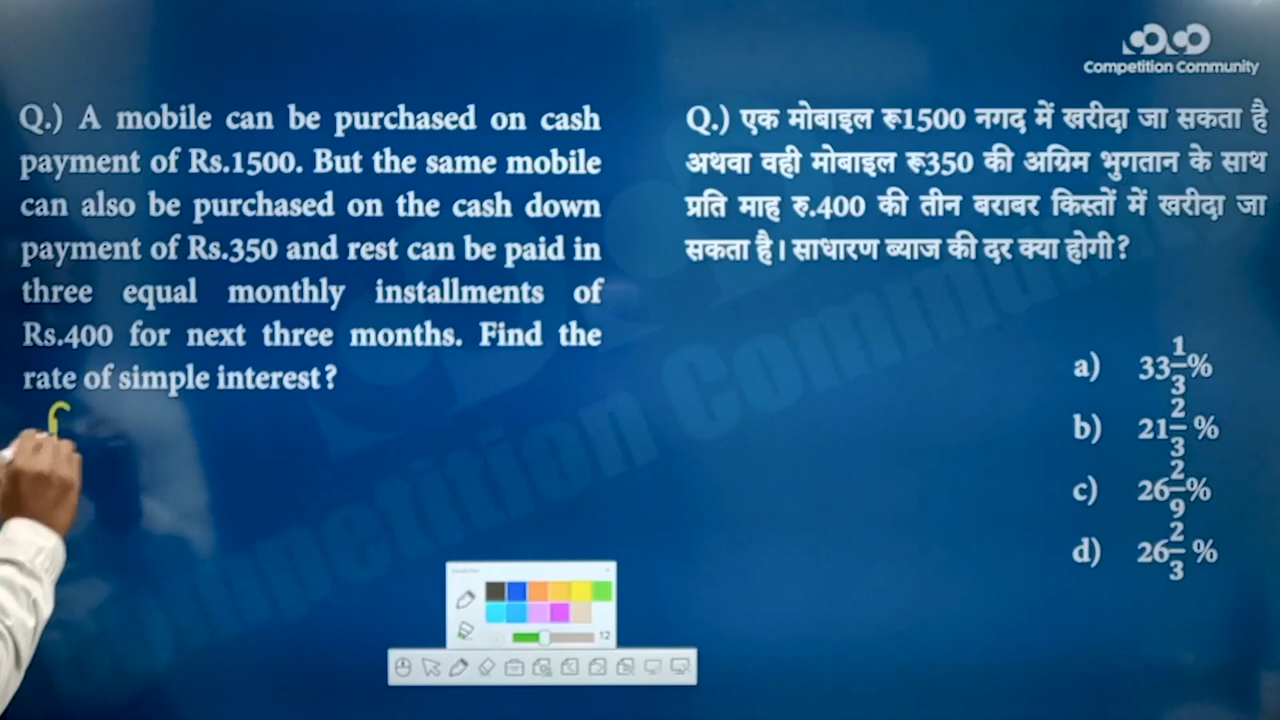 Competition Community
Q.) A mobile can be purchased on cash
payment of Rs.1500. But the same mobile
can also be purchased on the cash down
payment of Rs.350 and rest can be paid in
three equal monthly installments of
Rs.400 for next three months. Find the
rate of simple interest?
Q.) एक मोबाइल रू1500 नगद में खरीदा जा सकता है
अथवा वही मोबाइल रू350 की अग्रिम भुगतान के साथ
प्रति माह रु.400 की तीन बराबर किस्तों में खरीदा जा
सकता है। साधारण ब्याज की दर क्या होगी?
a) 33 1/3%
b) 21 2/3 %
c) 26 2/9%
d) 26 2/3 %
12
Competition Community